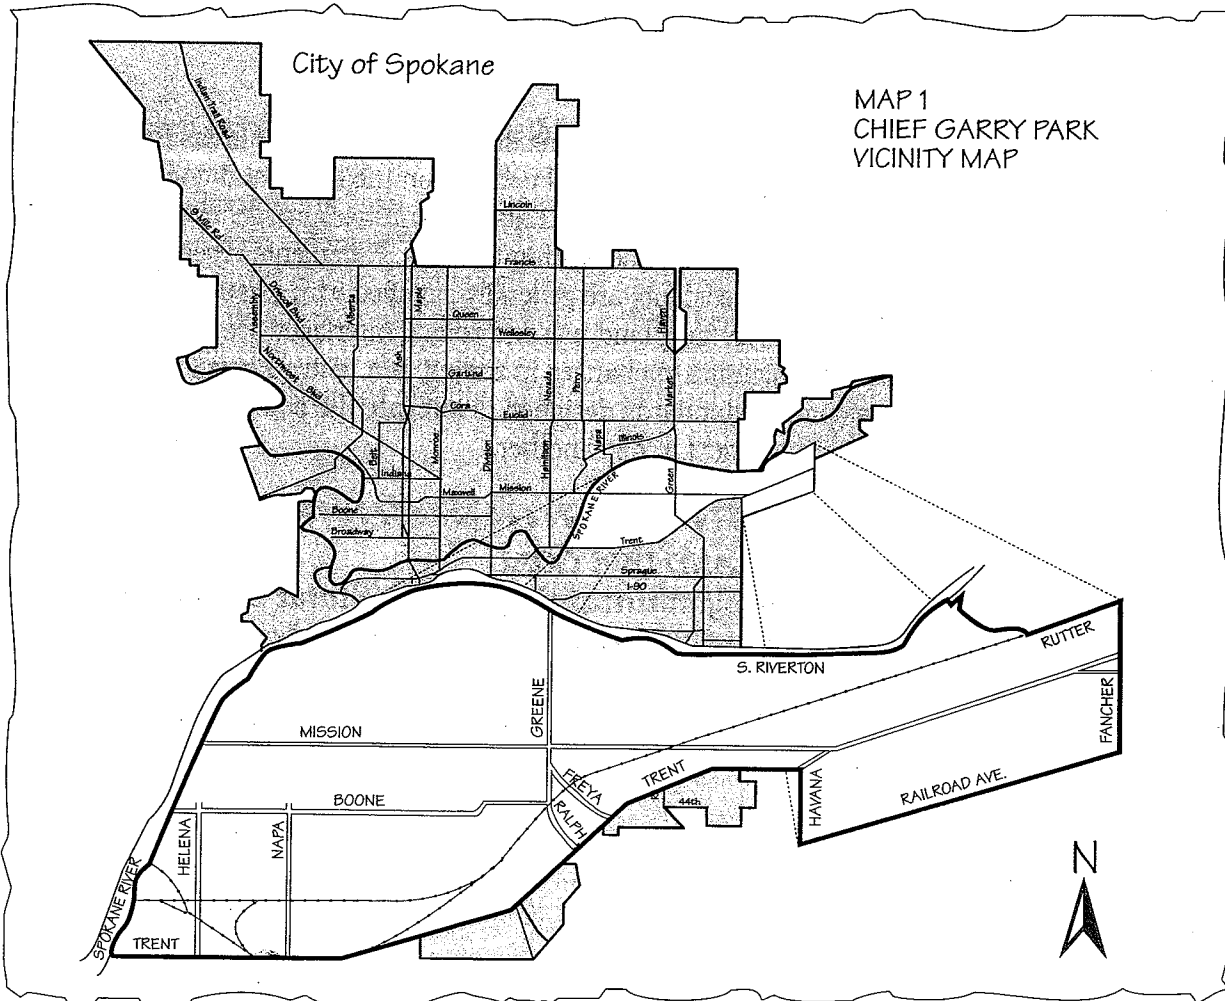 City of Spokane
MAP 1
CHIEF GARRY PARK
VICINITY MAP
Indian Trail Road
9 Mile Rd
Lincoln
Francis
Assembly
Driscoll Blvd
Alberta
Maple
Queen
Haven
Wellesley
Northwest Blvd
Ash
Garland
Nevada
Perry
Market
Cora
Euclid
Belt
Monroe
Division
Hamilton
Napa
Illinois
Indiana
Maxwell
Mission
Green
SPOKANE RIVER
Boone
Broadway
Trent
Sprague
I-90
S. RIVERTON
RUTTER
GREENE
FANCHER
MISSION
FREYA
TRENT
HAVANA
RAILROAD AVE.
BOONE
RALPH
44th
HELENA
NAPA
SPOKANE RIVER
TRENT
N